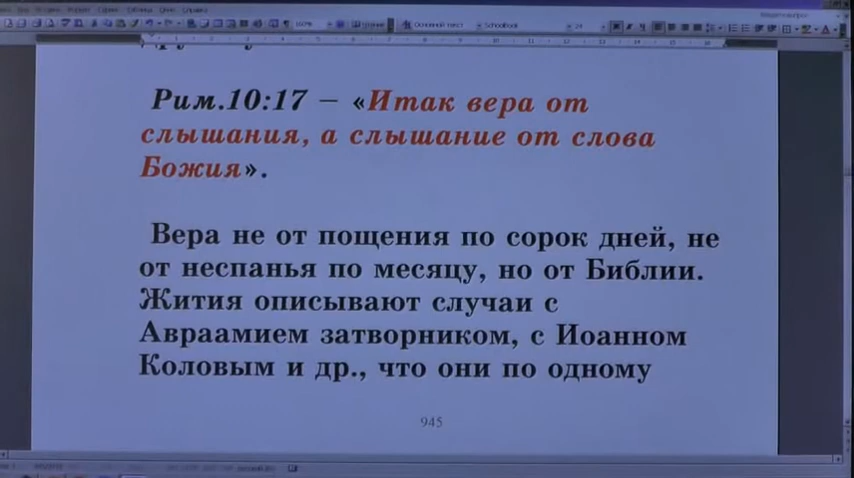 Рим.10:17 – «Итак вера от
слышания, а слышание от слова
Божия».
Вера не от пощения по сорок дней, не
от неспанья по месяцу, но от Библии.
Жития описывают случаи с
Авраамием затворником, с Иоанном
Коловым и др., что они по одному
945